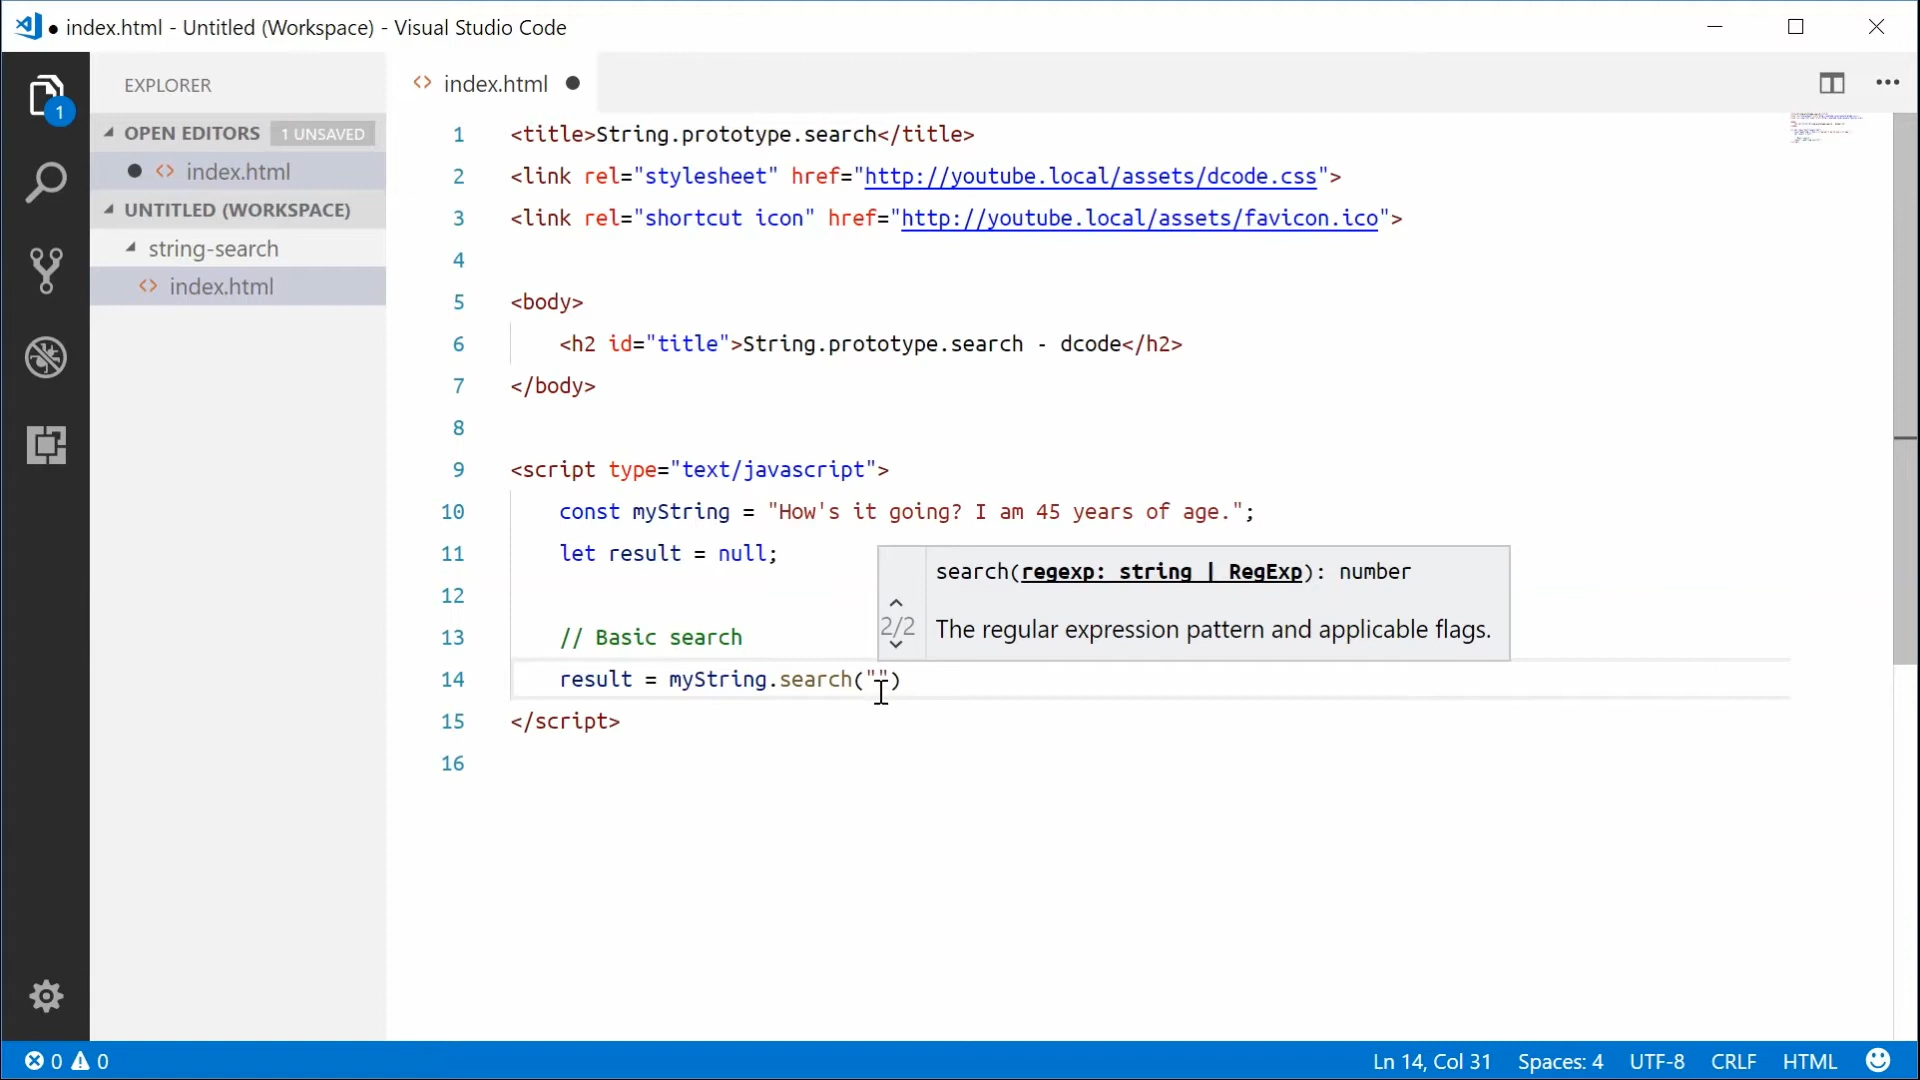 ● index.html - Untitled (Workspace) - Visual Studio Code
EXPLORER
OPEN EDITORS 1 UNSAVED
index.html
UNTITLED (WORKSPACE)
string-search
index.html
1
index.html
1 <title>String.prototype.search</title>
2 <link rel="stylesheet" href="http://youtube.local/assets/dcode.css">
3 <link rel="shortcut icon" href="http://youtube.local/assets/favicon.ico">
4
5 <body>
6 <h2 id="title">String.prototype.search - dcode</h2>
7 </body>
8
9 <script type="text/javascript">
10 const myString = "How's it going? I am 45 years of age.";
11 let result = null;
search(regexp: string | RegExp): number
12
2/2 The regular expression pattern and applicable flags.
13 // Basic search
14 result = myString.search("")
15 </script>
16
0 0
Ln 14, Col 31 Spaces: 4 UTF-8 CRLF HTML